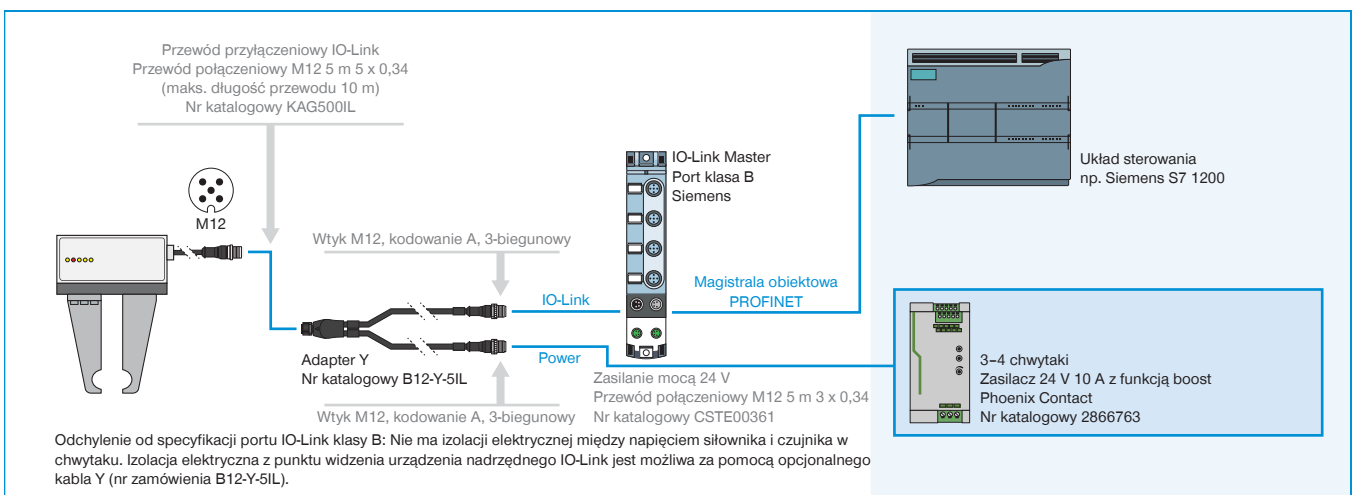 Przewód przyłączeniowy IO-Link
Przewód połączeniowy M12 5 m 5 x 0,34
(maks. długość przewodu 10 m)
Nr katalogowy KAG500IL
M12
Wtyk M12, kodowanie A, 3-biegunowy
IO-Link Master
Port klasa B
Siemens
Układ sterowania
np. Siemens S7 1200
IO-Link
Magistrala obiektowa
PROFINET
Adapter Y
Nr katalogowy B12-Y-5IL
Power
Wtyk M12, kodowanie A, 3-biegunowy
Zasilanie mocą 24 V
Przewód połączeniowy M12 5 m 3 x 0,34
Nr katalogowy CSTE00361
3–4 chwytaki
Zasilacz 24 V 10 A z funkcją boost
Phoenix Contact
Nr katalogowy 2866763
Odchylenie od specyfikacji portu IO-Link klasy B: Nie ma izolacji elektrycznej między napięciem siłownika i czujnika w
chwytaku. Izolacja elektryczna z punktu widzenia urządzenia nadrzędnego IO-Link jest możliwa za pomocą opcjonalnego
kabla Y (nr zamówienia B12-Y-5IL).